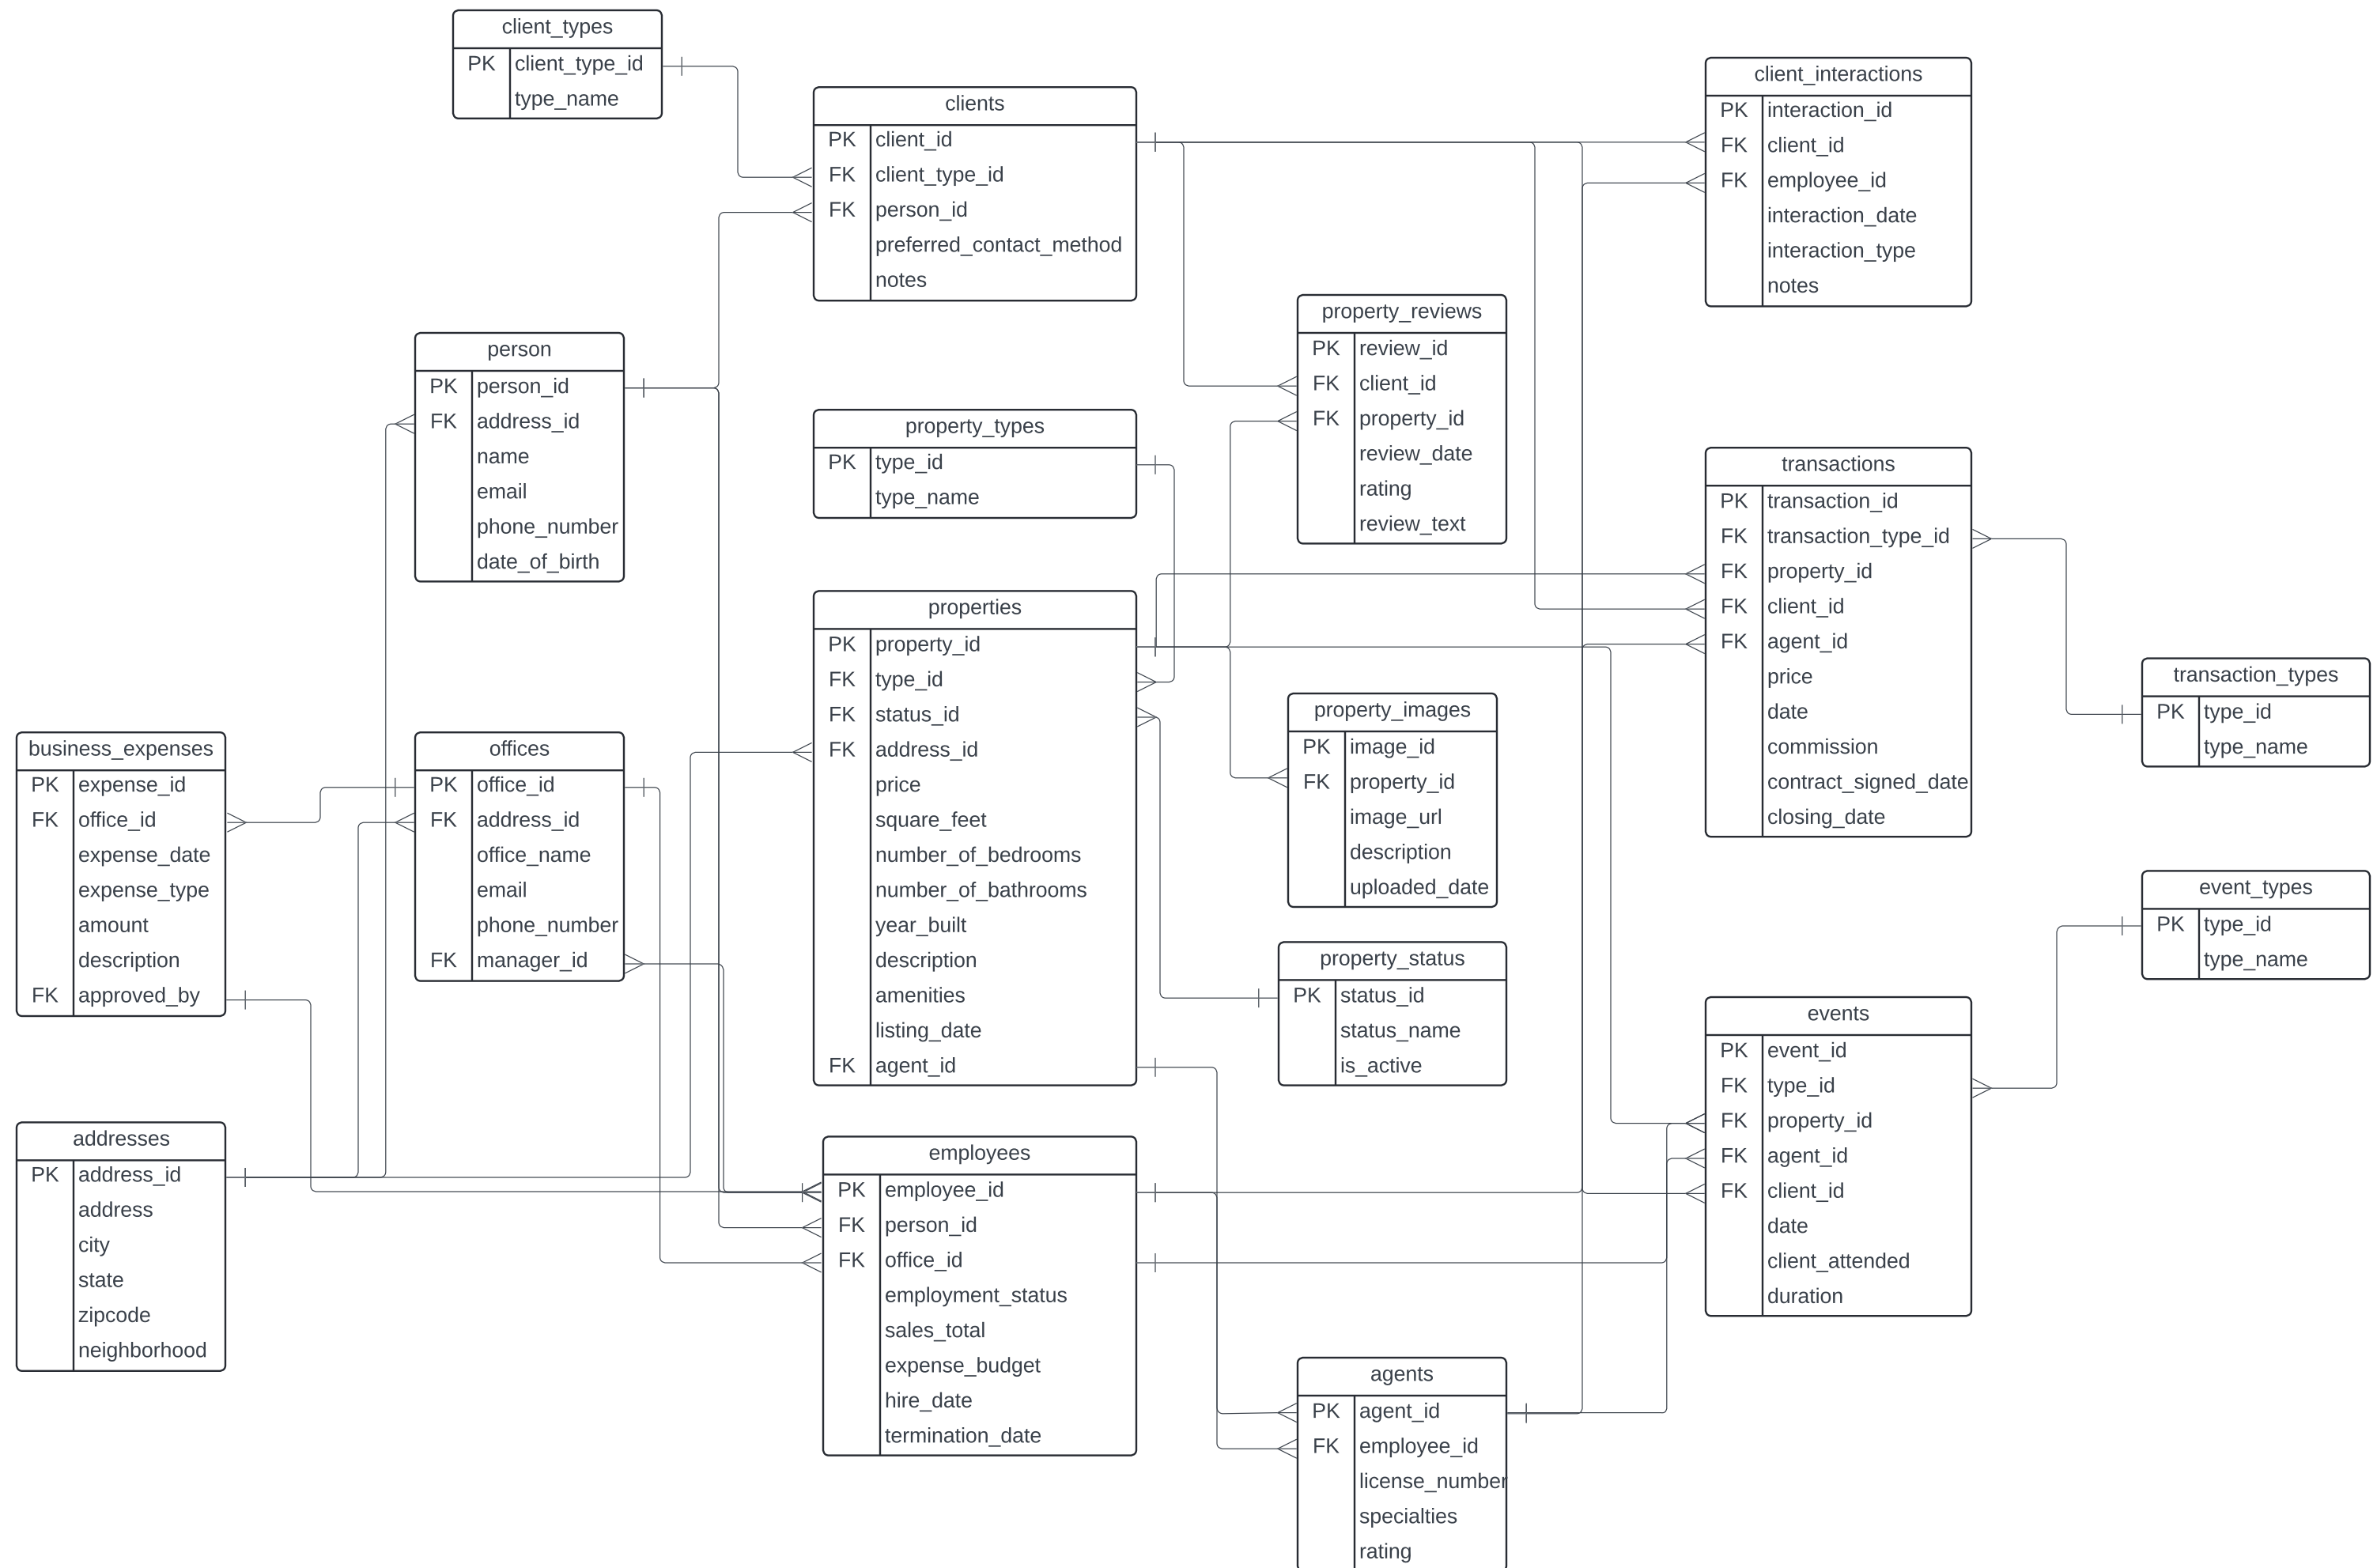 client_types
PK client_type_id
type_name
clients
PK client_id
FK client_type_id
FK person_id
preferred_contact_method
notes
client_interactions
PK interaction_id
FK client_id
FK employee_id
interaction_date
interaction_type
notes
person
PK person_id
FK address_id
name
email
phone_number
date_of_birth
property_types
PK type_id
type_name
property_reviews
PK review_id
FK client_id
FK property_id
review_date
rating
review_text
transactions
PK transaction_id
FK transaction_type_id
FK property_id
FK client_id
FK agent_id
price
date
commission
contract_signed_date
closing_date
transaction_types
PK type_id
type_name
business_expenses
PK expense_id
FK office_id
expense_date
expense_type
amount
description
FK approved_by
offices
PK office_id
FK address_id
office_name
email
phone_number
FK manager_id
properties
PK property_id
FK type_id
FK status_id
FK address_id
price
square_feet
number_of_bedrooms
number_of_bathrooms
year_built
description
amenities
listing_date
FK agent_id
property_images
PK image_id
FK property_id
image_url
description
uploaded_date
property_status
PK status_id
status_name
is_active
event_types
PK type_id
type_name
events
PK event_id
FK type_id
FK property_id
FK agent_id
FK client_id
date
client_attended
duration
addresses
PK address_id
address
city
state
zipcode
neighborhood
employees
PK employee_id
FK person_id
FK office_id
employment_status
sales_total
expense_budget
hire_date
termination_date
agents
PK agent_id
FK employee_id
license_number
specialties
rating